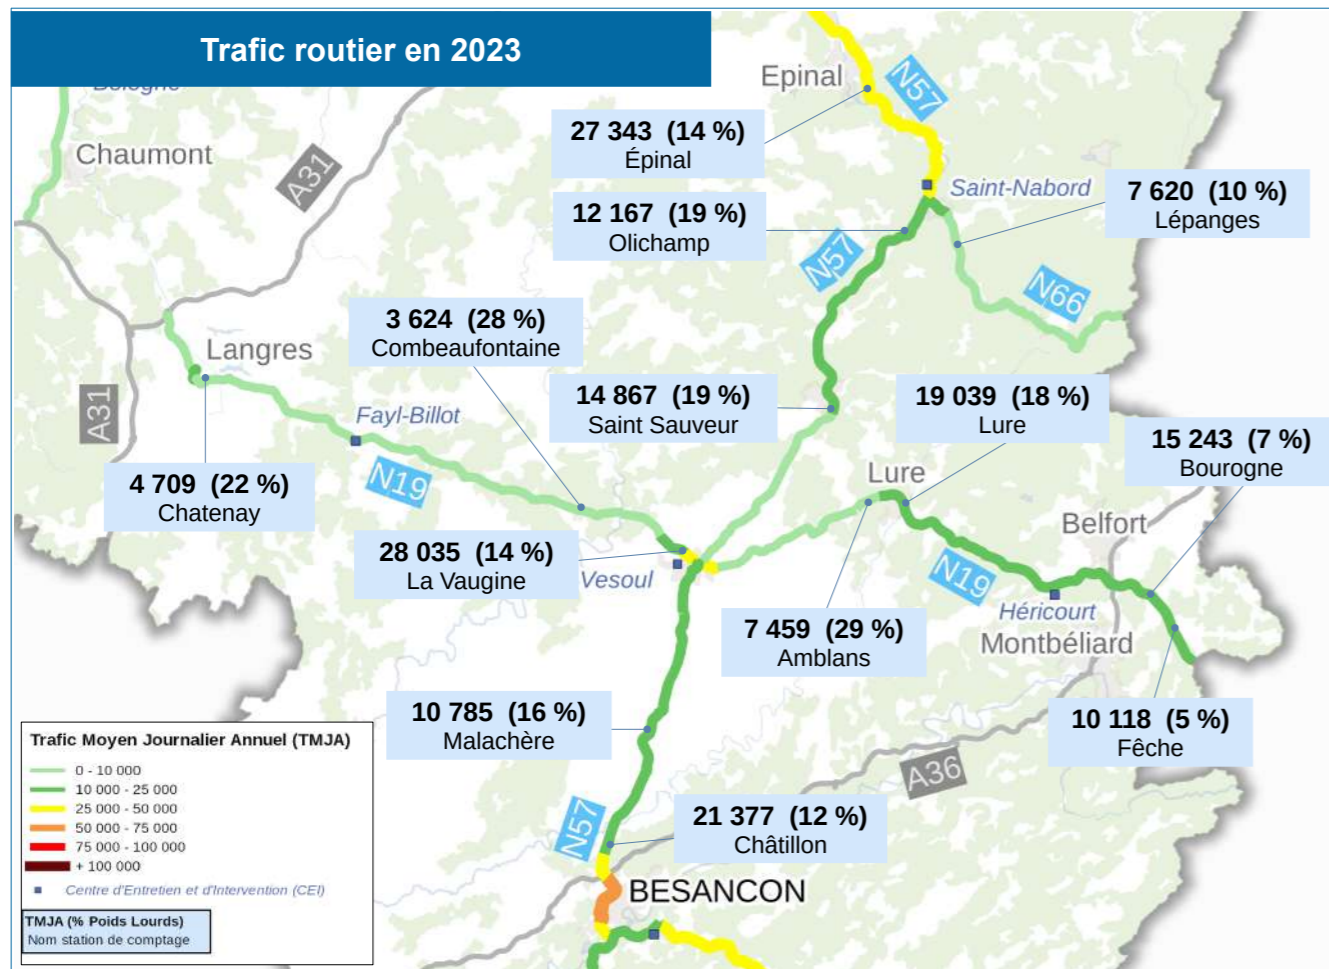 Trafic routier en 2023
Bologne
Chaumont
A31
Epinal
N57
27 343 (14 %)
Épinal
Saint-Nabord
7 620 (10 %)
Lépanges
12 167 (19 %)
Olichamp
N57
N66
3 624 (28 %)
Combeaufontaine
Langres
A31
Fayl-Billot
14 867 (19 %)
Saint Sauveur
19 039 (18 %)
Lure
15 243 (7 %)
Bourogne
4 709 (22 %)
Chatenay
N19
Lure
Belfort
28 035 (14 %)
La Vaugine
Vesoul
N19
Héricourt
Montbéliard
7 459 (29 %)
Amblans
10 785 (16 %)
Malachère
10 118 (5 %)
Fêche
A36
N57
21 377 (12 %)
Châtillon
BESANCON
Trafic Moyen Journalier Annuel (TMJA)
0 - 10 000
10 000 - 25 000
25 000 - 50 000
50 000 - 75 000
75 000 - 100 000
+ 100 000
Centre d'Entretien et d'Intervention (CEI)
TMJA (% Poids Lourds)
Nom station de comptage